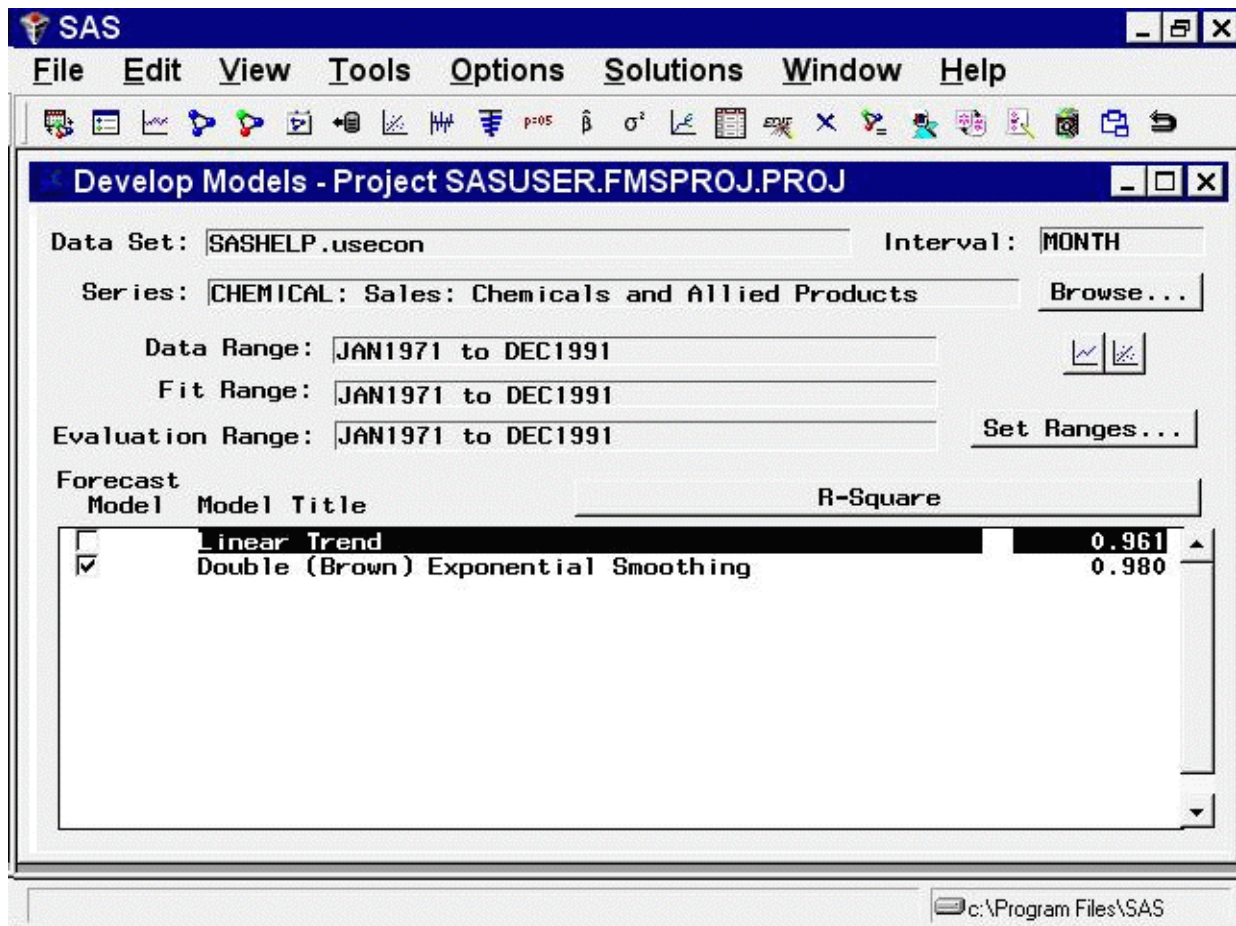 SAS
File Edit View Tools Options Solutions Window Help
p=05 β̂ σ²
Develop Models - Project SASUSER.FMSPROJ.PROJ
Data Set: SASHELP.usecon Interval: MONTH
Series: CHEMICAL: Sales: Chemicals and Allied Products Browse...
Data Range: JAN1971 to DEC1991
Fit Range: JAN1971 to DEC1991
Evaluation Range: JAN1971 to DEC1991 Set Ranges...
Forecast
Model Model Title R-Square
Linear Trend 0.961
Double (Brown) Exponential Smoothing 0.980
c:\Program Files\SAS